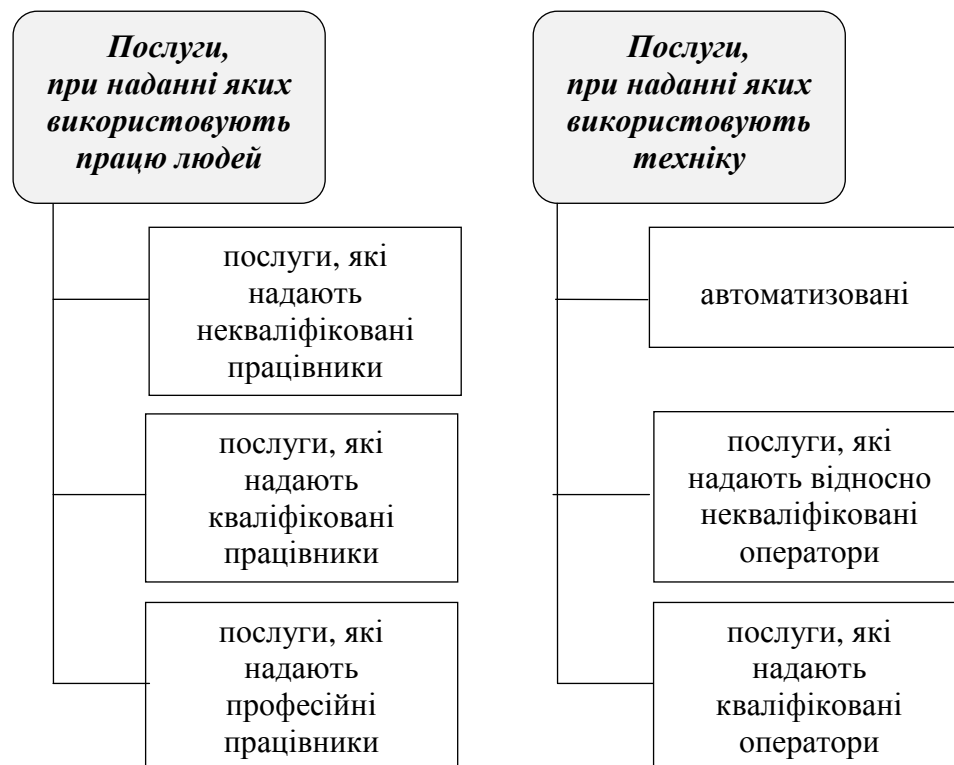 Послуги,
при наданні яких
використовують
працю людей
послуги, які
надають
некваліфіковані
працівники
послуги, які
надають
кваліфіковані
працівники
послуги, які
надають
професійні
працівники
Послуги,
при наданні яких
використовують
техніку
автоматизовані
послуги, які
надають відносно
некваліфіковані
оператори
послуги, які
надають
кваліфіковані
оператори